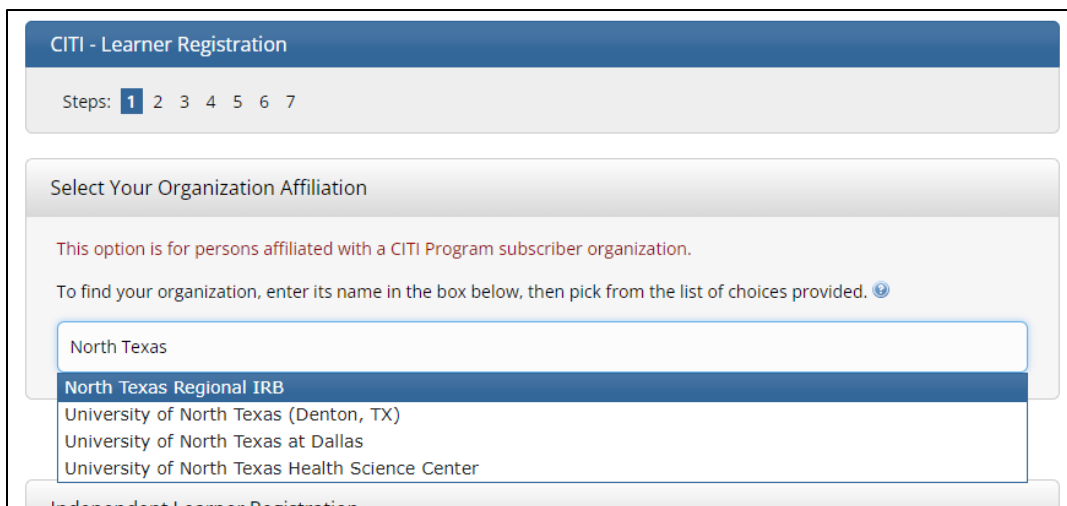 CITI - Learner Registration
Steps: 1 2 3 4 5 6 7
Select Your Organization Affiliation
This option is for persons affiliated with a CITI Program subscriber organization.
To find your organization, enter its name in the box below, then pick from the list of choices provided.
North Texas
North Texas Regional IRB
University of North Texas (Denton, TX)
University of North Texas at Dallas
University of North Texas Health Science Center
Independent Learner Registration